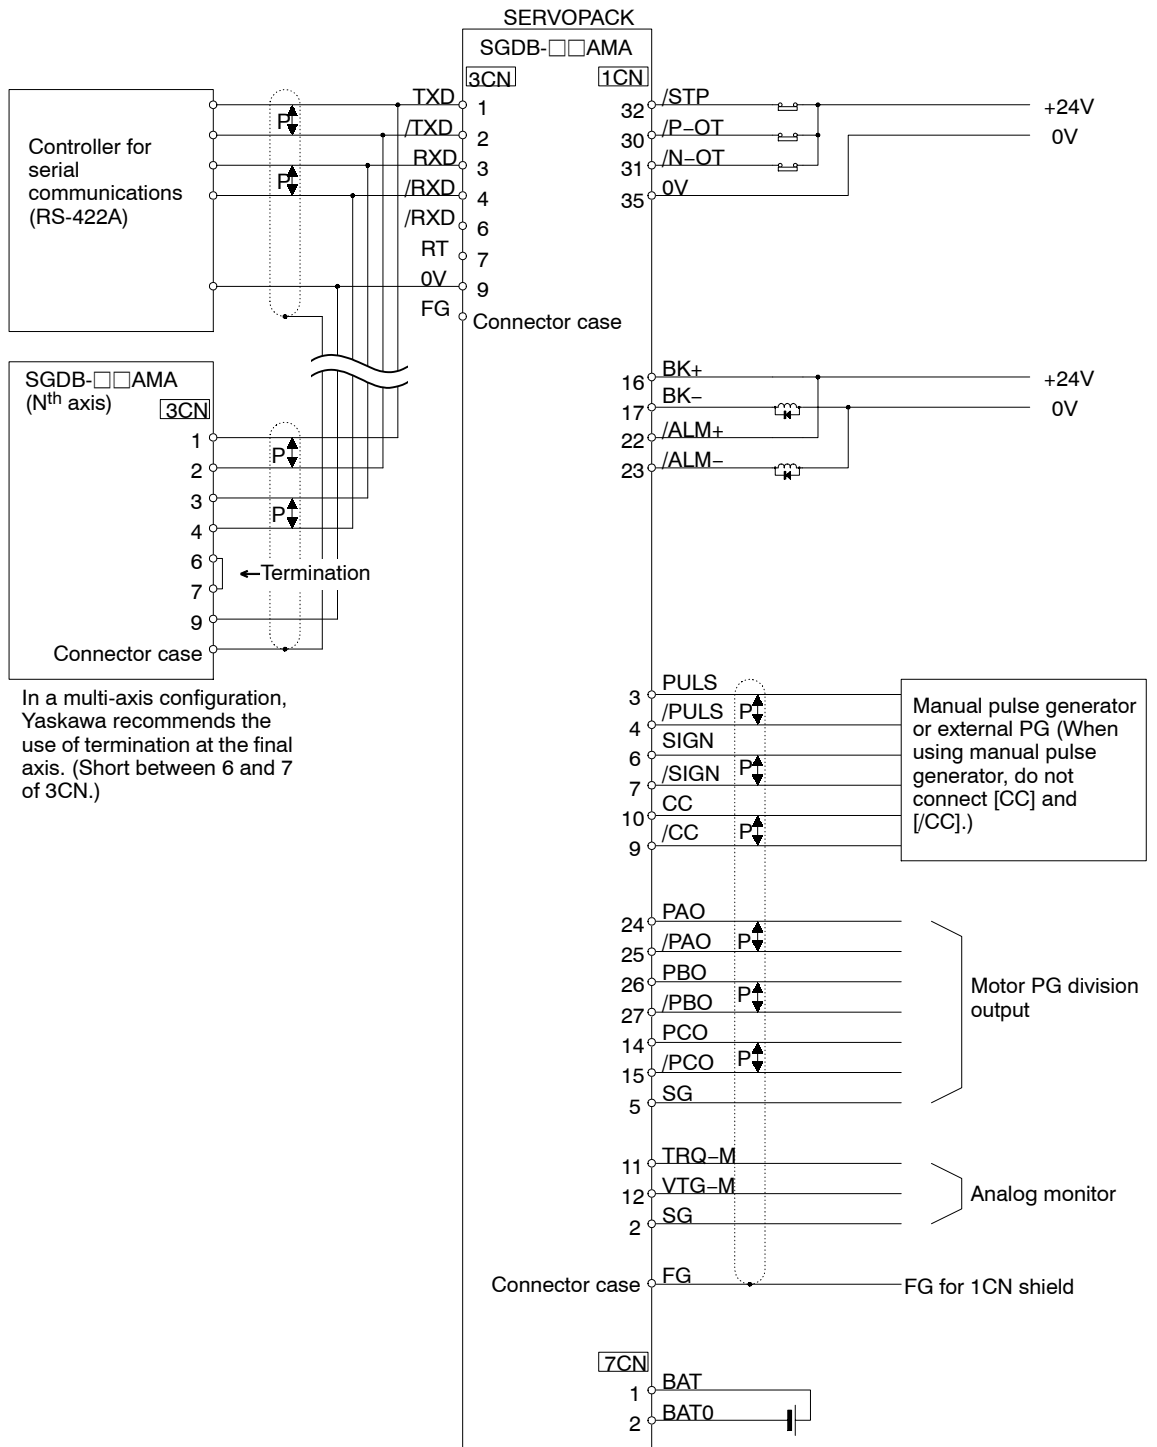 SERVOPACK
SGDB-□□AMA
3CN
1CN
Controller for
serial
communications
(RS-422A)
P
P
TXD 1
/TXD 2
RXD 3
/RXD 4
/RXD 6
RT 7
0V 9
FG Connector case
32 /STP
30 /P−OT
31 /N−OT
35 0V
+24V
0V
SGDB-□□AMA
(Nth axis)
3CN
1
2
3
4
6
7
9
Connector case
P
P
←Termination
In a multi-axis configuration,
Yaskawa recommends the
use of termination at the final
axis. (Short between 6 and 7
of 3CN.)
16 BK+
17 BK−
22 /ALM+
23 /ALM−
+24V
0V
3 PULS
4 /PULS P
6 SIGN
7 /SIGN P
10 CC
9 /CC P
Manual pulse generator
or external PG (When
using manual pulse
generator, do not
connect [CC] and
[/CC].)
24 PAO
25 /PAO P
26 PBO
27 /PBO P
14 PCO
15 /PCO P
5 SG
Motor PG division
output
11 TRQ−M
12 VTG−M
2 SG
Analog monitor
Connector case FG
FG for 1CN shield
7CN
1 BAT
2 BAT0